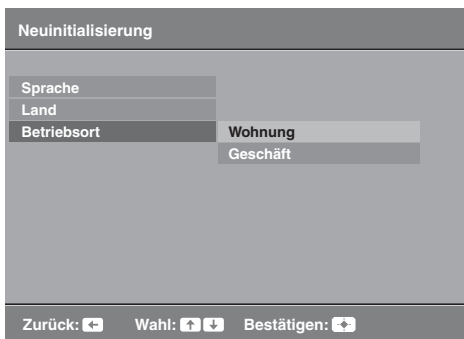 Neuinitialisierung
Sprache
Land
Betriebsort Wohnung
Geschäft
Zurück: Wahl: Bestätigen: